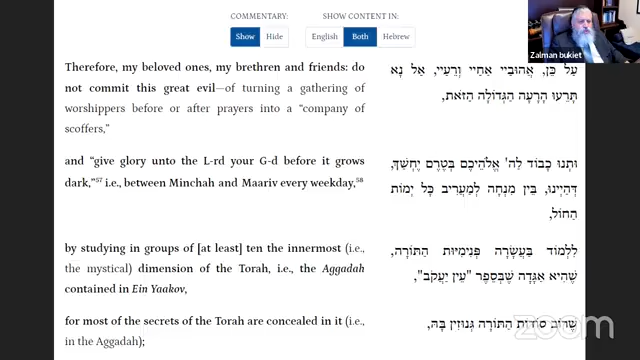 COMMENTARY: SHOW CONTENT IN:
Show Hide English Both Hebrew
Zalman bukiet
Therefore, my beloved ones, my brethren and friends: do
not commit this great evil—of turning a gathering of
worshippers before or after prayers into a “company of
scoffers,”
עַל כֵּן, אֲהוּבַיי אַחַיי וְרֵעַיי, אַל נָא
תָּרֵעוּ הָרָעָה הַגְּדוֹלָה הַזֹּאת,
and “give glory unto the L-rd your G-d before it grows
dark,”57 i.e., between Minchah and Maariv every weekday,58
וּתְנוּ כָבוֹד לַה' אֱלֹהֵיכֶם בְּטֶרֶם יֶחְשַׁךְ,
דְּהַיְינוּ, בֵּין מִנְחָה לְמַעֲרִיב כָּל יְמוֹת
הַחוֹל,
by studying in groups of [at least] ten the innermost (i.e.,
the mystical) dimension of the Torah, i.e., the Aggadah
contained in Ein Yaakov,
לִלְמוֹד בַּעֲשָׂרָה פְּנִימִיּוּת הַתּוֹרָה,
שֶׁהִיא אַגָּדָה שֶׁבְּסֵפֶר "עֵין יַעֲקֹב",
for most of the secrets of the Torah are concealed in it (i.e.,
in the Aggadah);
שֶׁרוֹב סוֹדוֹת הַתּוֹרָה גְּנוּזִין בָּהּ,
zoom